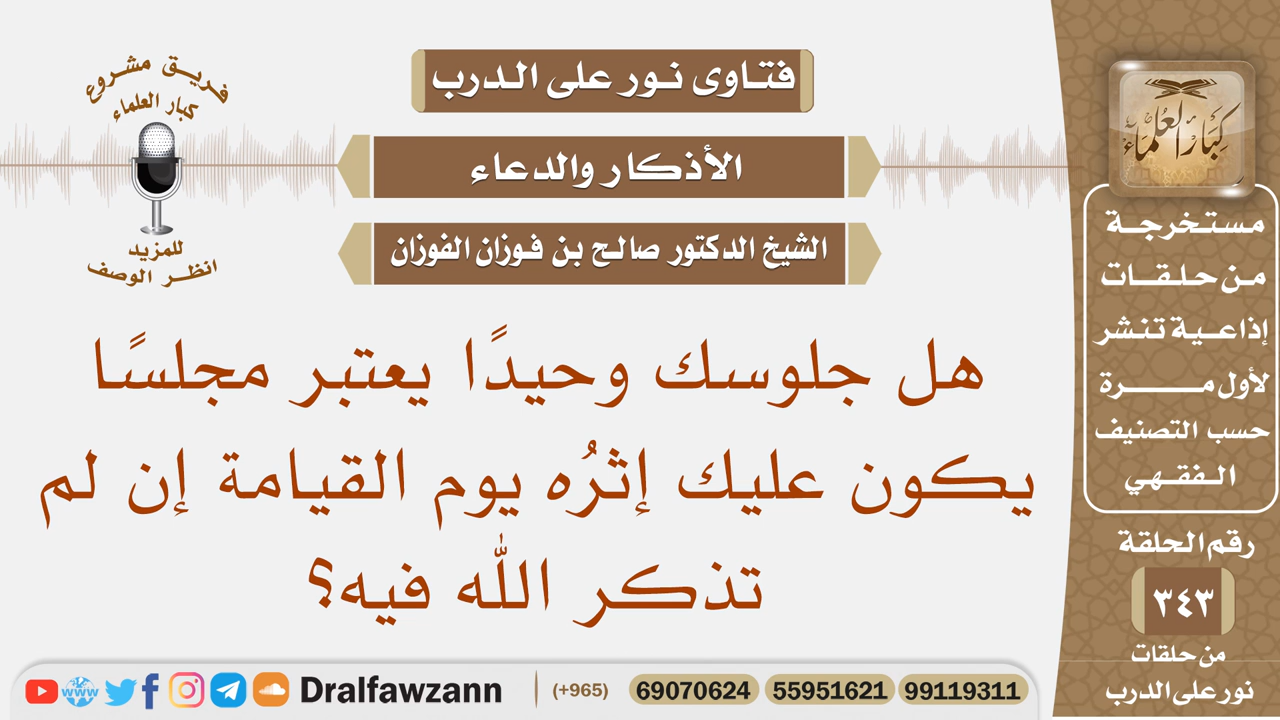 فريق مشروع
كبار العلماء
للمزيد
انظر الوصف
فتاوى نور على الدرب
الأذكار والدعاء
الشيخ الدكتور صالح بن فوزان الفوزان
هل جلوسك وحيدًا يعتبر مجلسًا
يكون عليك إثرُه يوم القيامة إن لم
تذكر الله فيه؟
كبار العلماء
مستخرجة
من حلقات
إذاعية تنشر
لأول مرة
حسب التصنيف
الفقهي
رقم الحلقة
٣٤٣
من حلقات
نور على الدرب
www Dralfawzann (+965) 69070624 55951621 99119311